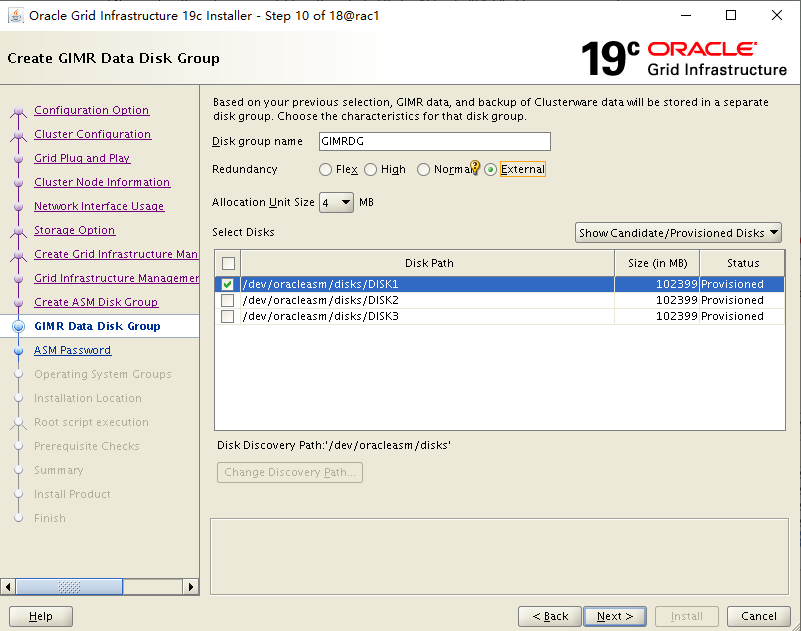 Oracle Grid Infrastructure 19c Installer - Step 10 of 18@rac1
Create GIMR Data Disk Group
19c ORACLE
Grid Infrastructure
Configuration Option
Cluster Configuration
Grid Plug and Play
Cluster Node Information
Network Interface Usage
Storage Option
Create Grid Infrastructure Man
Grid Infrastructure Managemer
Create ASM Disk Group
GIMR Data Disk Group
ASM Password
Operating System Groups
Installation Location
Root script execution
Prerequisite Checks
Summary
Install Product
Finish
Based on your previous selection, GIMR data, and backup of Clusterware data will be stored in a separate
disk group. Choose the characteristics for that disk group.
Disk group name GIMRDG
Redundancy Flex High Normal External
Allocation Unit Size 4 MB
Select Disks Show Candidate/Provisioned Disks
Disk Path Size (in MB) Status
/dev/oracleasm/disks/DISK1 102399 Provisioned
/dev/oracleasm/disks/DISK2 102399 Provisioned
/dev/oracleasm/disks/DISK3 102399 Provisioned
Disk Discovery Path:'/dev/oracleasm/disks'
Change Discovery Path...
Help < Back Next > Install Cancel